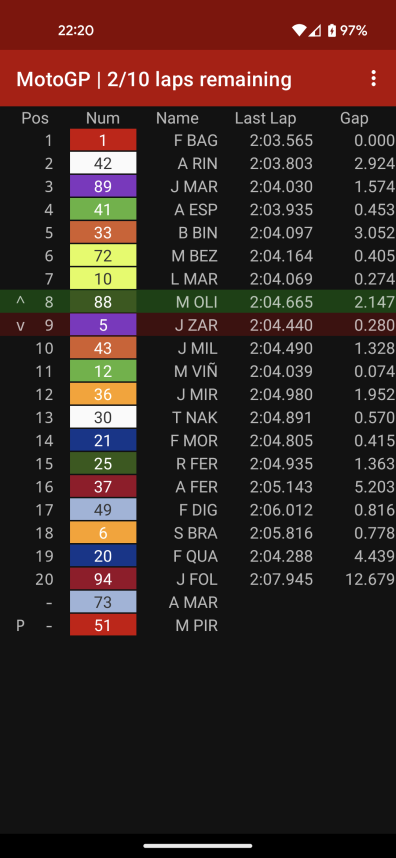 22:20 97%
MotoGP | 2/10 laps remaining
Pos Num Name Last Lap Gap
1 1 F BAG 2:03.565 0.000
2 42 A RIN 2:03.803 2.924
3 89 J MAR 2:04.030 1.574
4 41 A ESP 2:03.935 0.453
5 33 B BIN 2:04.097 3.052
6 72 M BEZ 2:04.164 0.405
7 10 L MAR 2:04.069 0.274
^ 8 88 M OLI 2:04.665 2.147
v 9 5 J ZAR 2:04.440 0.280
10 43 J MIL 2:04.490 1.328
11 12 M VIÑ 2:04.039 0.074
12 36 J MIR 2:04.980 1.952
13 30 T NAK 2:04.891 0.570
14 21 F MOR 2:04.805 0.415
15 25 R FER 2:04.935 1.363
16 37 A FER 2:05.143 5.203
17 49 F DIG 2:06.012 0.816
18 6 S BRA 2:05.816 0.778
19 20 F QUA 2:04.288 4.439
20 94 J FOL 2:07.945 12.679
- 73 A MAR
P - 51 M PIR